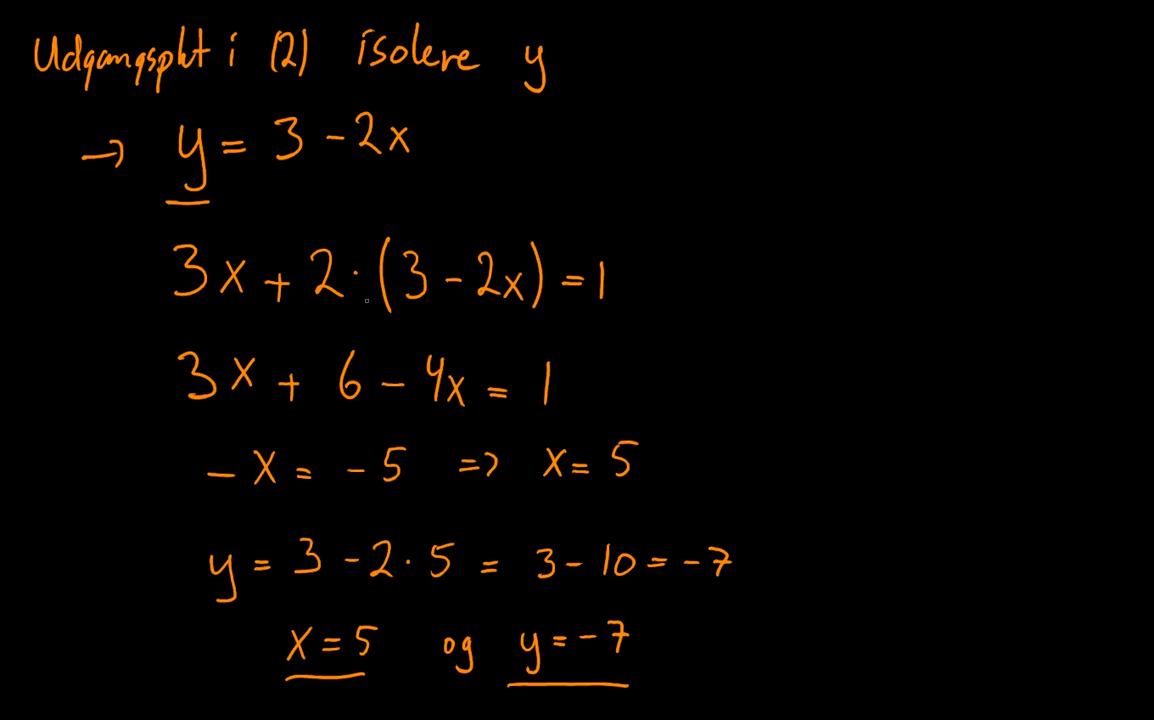 Udgangspkt i (2) isolere y
→ y = 3 - 2x
3x + 2·(3 - 2x) = 1
3x + 6 - 4x = 1
-x = -5 => x = 5
y = 3 - 2·5 = 3 - 10 = -7
x = 5 og y = -7